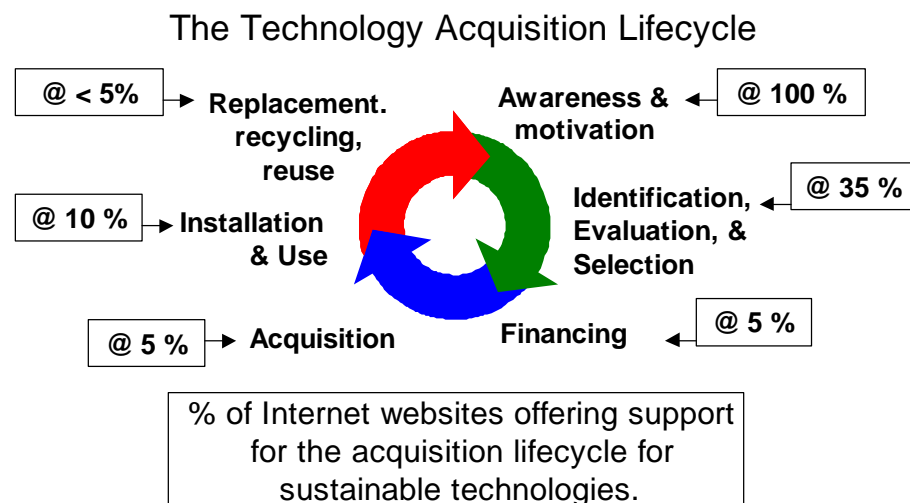 The Technology Acquisition Lifecycle
@ < 5%
Replacement.
recycling,
reuse
Awareness &
motivation
@ 100 %
@ 10 %
Installation
& Use
Identification,
Evaluation, &
Selection
@ 35 %
@ 5 %
Acquisition
Financing
@ 5 %
% of Internet websites offering support
for the acquisition lifecycle for
sustainable technologies.